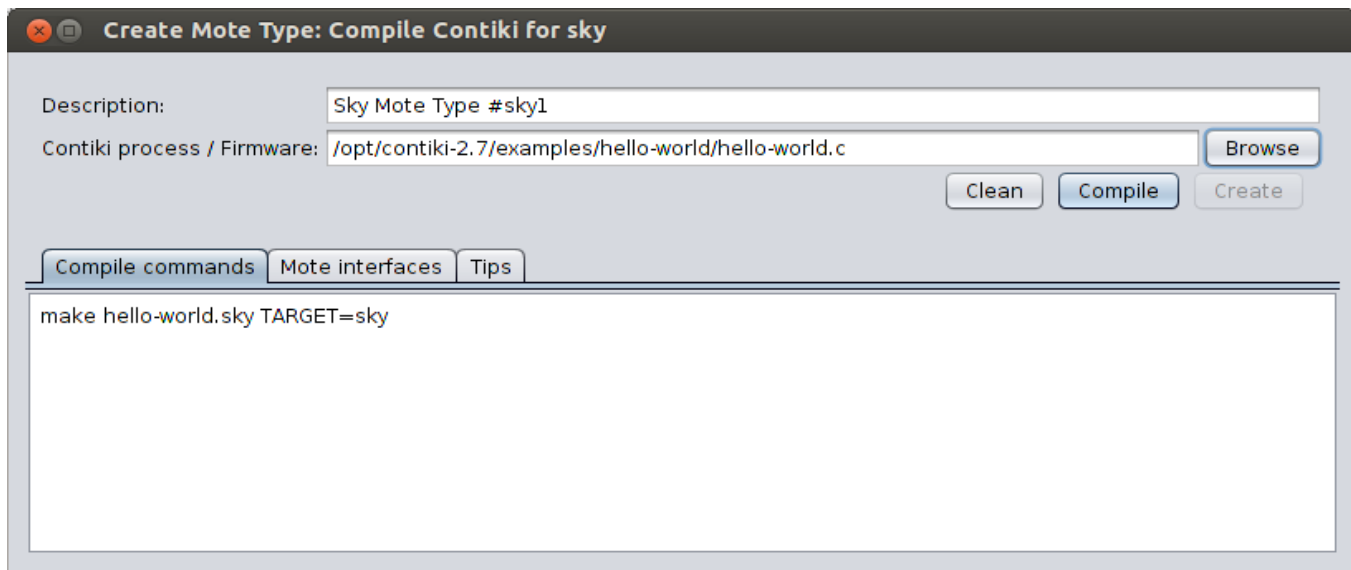 Create Mote Type: Compile Contiki for sky
Description: Sky Mote Type #sky1
Contiki process / Firmware: /opt/contiki-2.7/examples/hello-world/hello-world.c Browse
Clean Compile Create
Compile commands Mote interfaces Tips
make hello-world.sky TARGET=sky